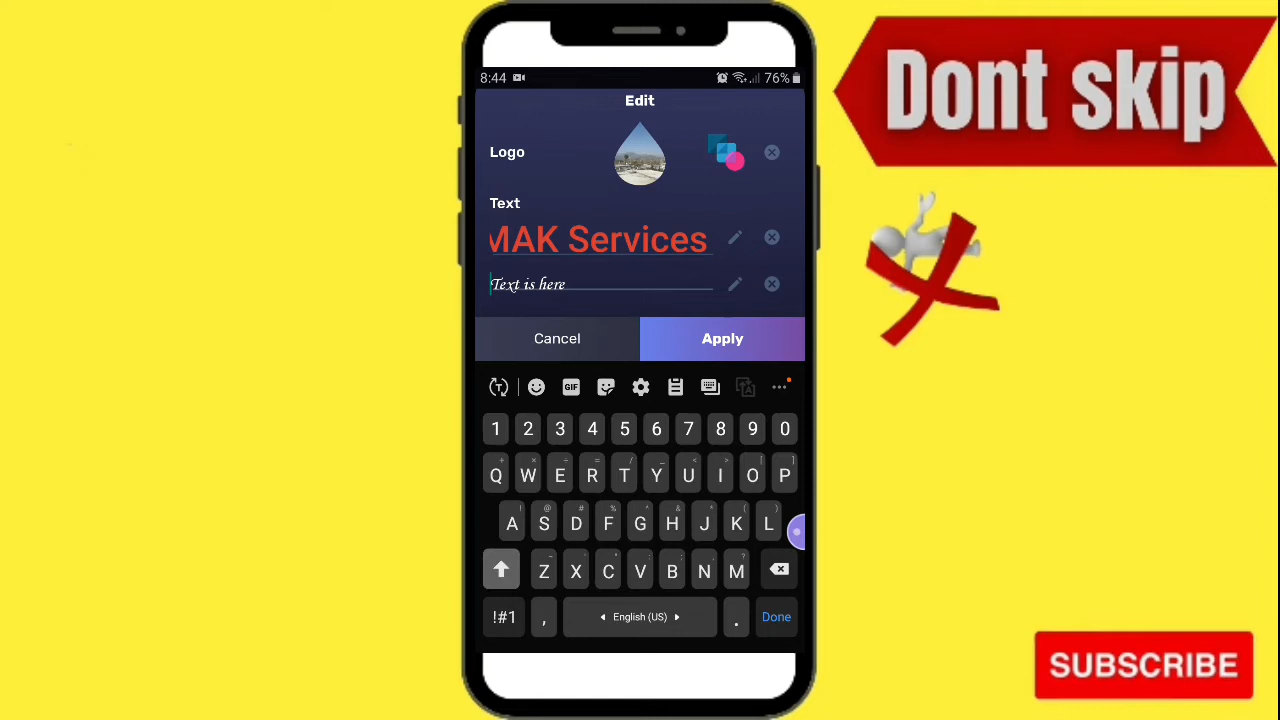 Dont skip
8:44 76%
Edit
Logo
Text
MAK Services
Text is here
Cancel Apply
GIF
1 2 3 4 5 6 7 8 9 0
Q W E R T Y U I O P
A S D F G H J K L
Z X C V B N M
!#1 , English (US) . Done
SUBSCRIBE